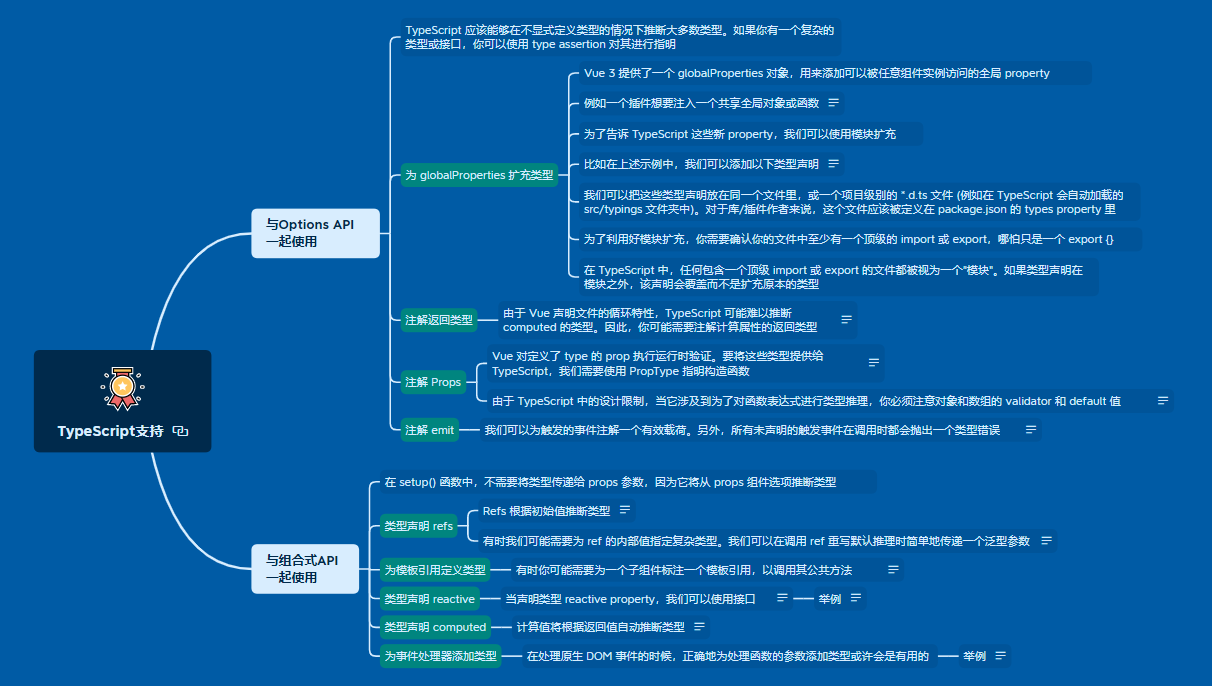 TypeScript 应该能够在不显式定义类型的情况下推断大多数类型。如果你有一个复杂的
类型或接口，你可以使用 type assertion 对其进行指明
为 globalProperties 扩充类型
Vue 3 提供了一个 globalProperties 对象，用来添加可以被任意组件实例访问的全局 property
例如一个插件想要注入一个共享全局对象或函数
为了告诉 TypeScript 这些新 property，我们可以使用模块扩充
比如在上述示例中，我们可以添加以下类型声明
我们可以把这些类型声明放在同一个文件里，或一个项目级别的 *.d.ts 文件 (例如在 TypeScript 会自动加载的
src/typings 文件夹中)。对于库/插件作者来说，这个文件应该被定义在 package.json 的 types property 里
为了利用好模块扩充，你需要确认你的文件中至少有一个顶级的 import 或 export，哪怕只是一个 export {}
在 TypeScript 中，任何包含一个顶级 import 或 export 的文件都被视为一个"模块"。如果类型声明在
模块之外，该声明会覆盖而不是扩充原本的类型
与Options API
一起使用
注解返回类型
由于 Vue 声明文件的循环特性，TypeScript 可能难以推断
computed 的类型。因此，你可能需要注解计算属性的返回类型
注解 Props
Vue 对定义了 type 的 prop 执行运行时验证。要将这些类型提供给
TypeScript，我们需要使用 PropType 指明构造函数
由于 TypeScript 中的设计限制，当它涉及到为了对函数表达式进行类型推理，你必须注意对象和数组的 validator 和 default 值
注解 emit
我们可以为触发的事件注解一个有效载荷。另外，所有未声明的触发事件在调用时都会抛出一个类型错误
TypeScript支持
在 setup() 函数中，不需要将类型传递给 props 参数，因为它将从 props 组件选项推断类型
类型声明 refs
Refs 根据初始值推断类型
有时我们可能需要为 ref 的内部值指定复杂类型。我们可以在调用 ref 重写默认推理时简单地传递一个泛型参数
与组合式API
一起使用
为模板引用定义类型
有时你可能需要为一个子组件标注一个模板引用，以调用其公共方法
类型声明 reactive
当声明类型 reactive property，我们可以使用接口
举例
类型声明 computed
计算值将根据返回值自动推断类型
为事件处理器添加类型
在处理原生 DOM 事件的时候，正确地为处理函数的参数添加类型或许会是有用的
举例